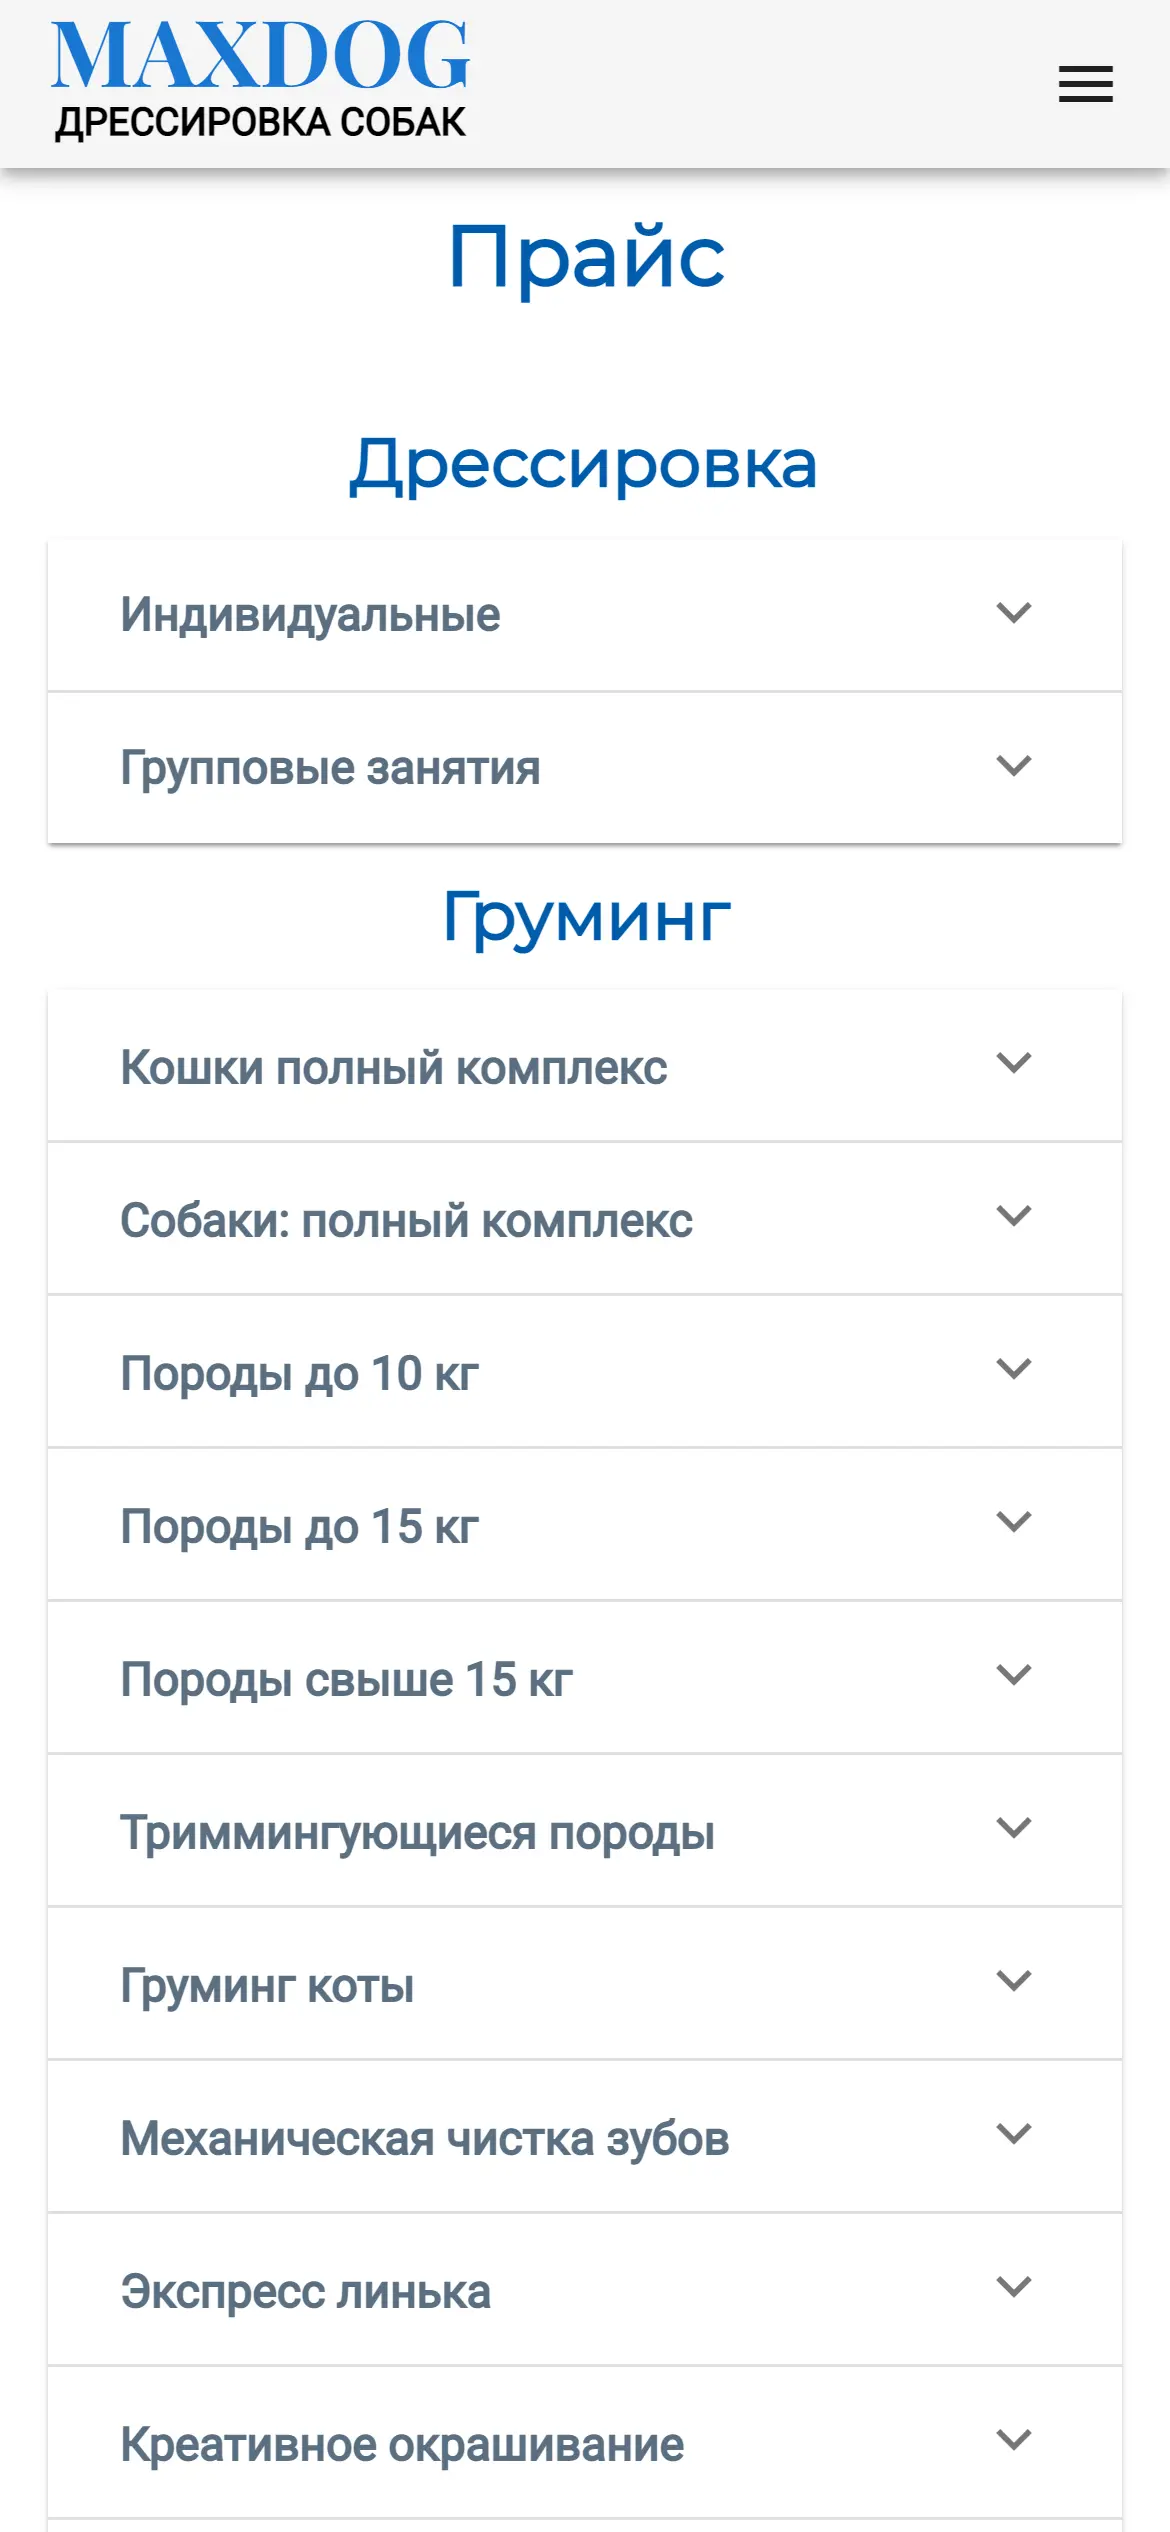 MAXDOG
ДРЕССИРОВКА СОБАК
Прайс
Дрессировка
Индивидуальные
Групповые занятия
Груминг
Кошки полный комплекс
Собаки: полный комплекс
Породы до 10 кг
Породы до 15 кг
Породы свыше 15 кг
Триммингующиеся породы
Груминг коты
Механическая чистка зубов
Экспресс линька
Креативное окрашивание